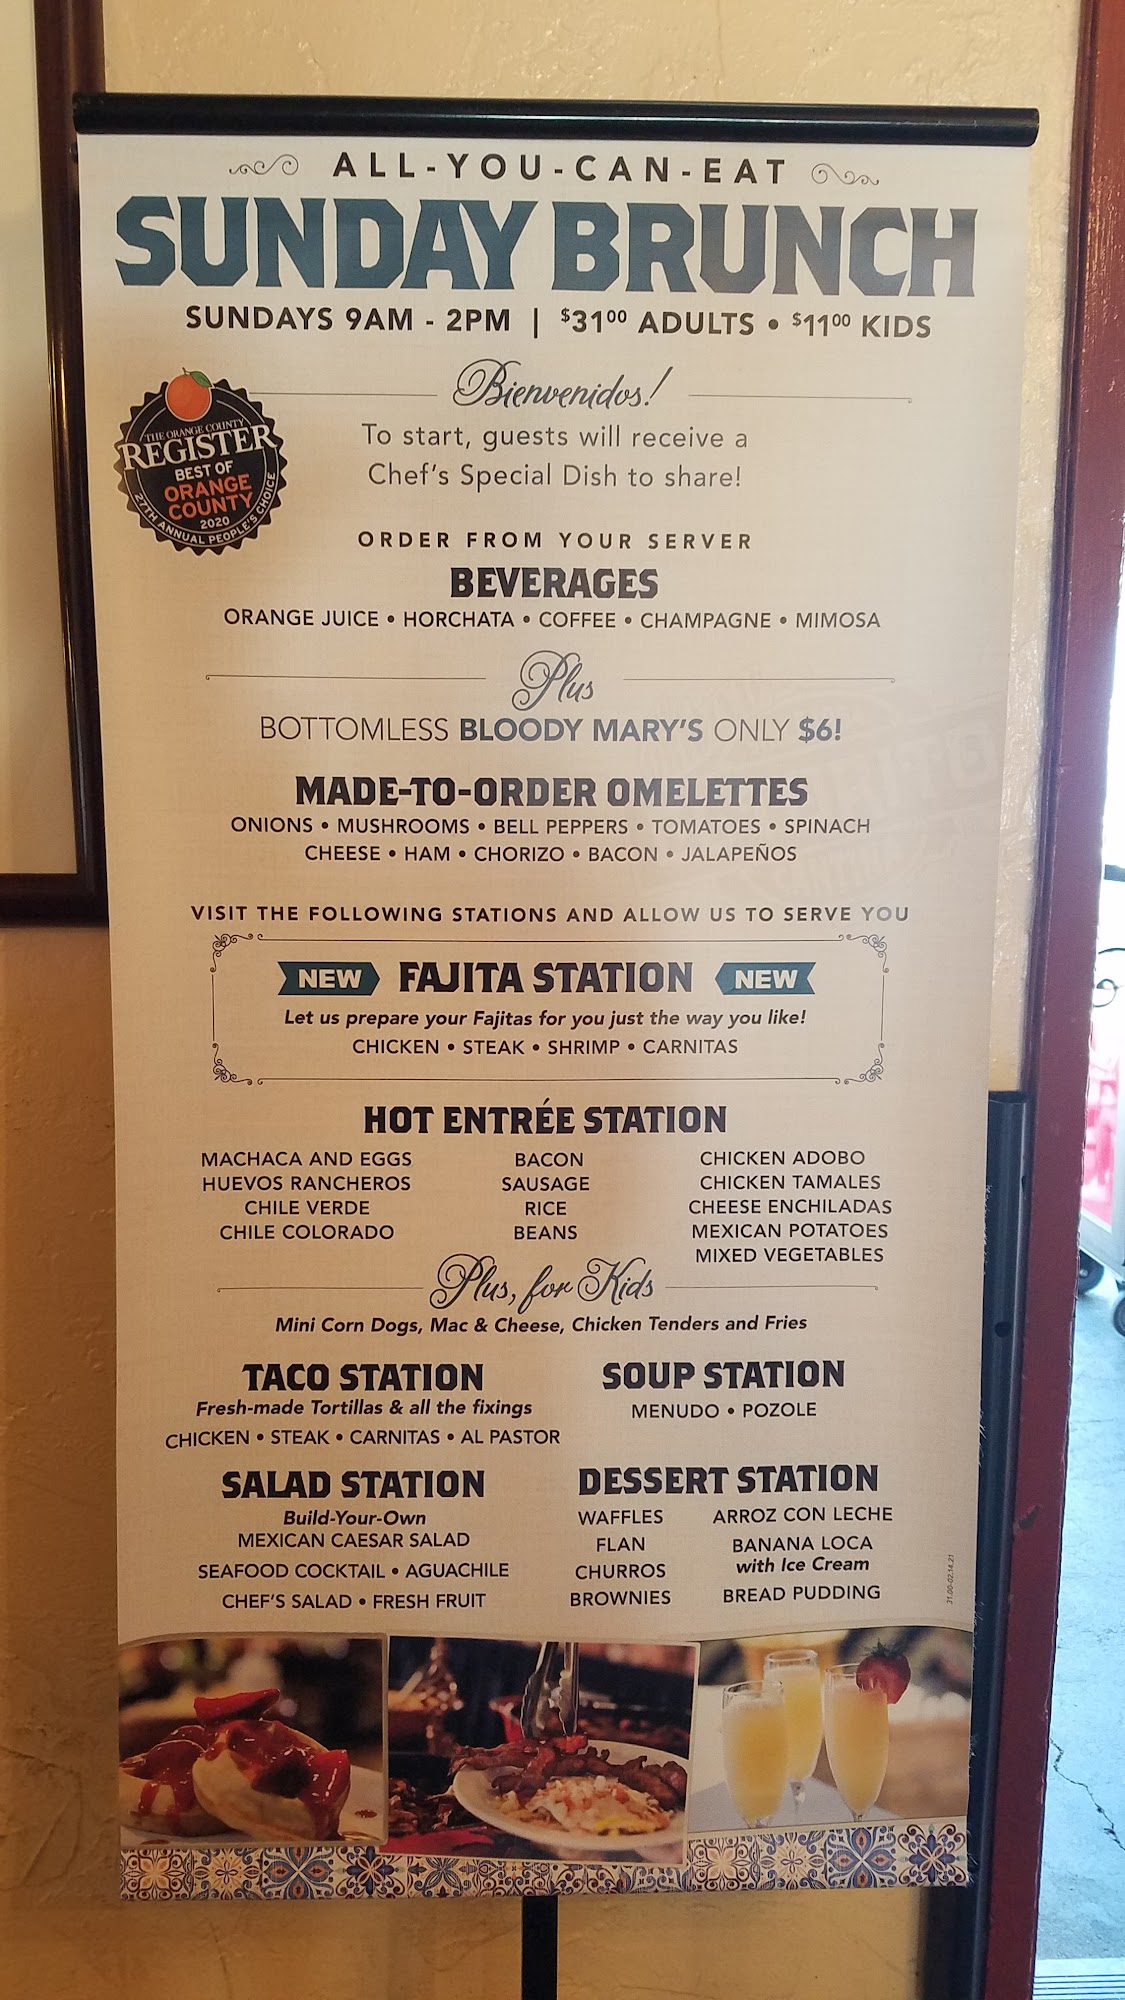 ALL-YOU-CAN-EAT
SUNDAY BRUNCH
SUNDAYS 9AM - 2PM | $3100 ADULTS • $1100 KIDS
THE ORANGE COUNTY
REGISTER
BEST OF
ORANGE
COUNTY
2020
27TH ANNUAL PEOPLE'S CHOICE
Bienvenidos!
To start, guests will receive a
Chef's Special Dish to share!
ORDER FROM YOUR SERVER
BEVERAGES
ORANGE JUICE • HORCHATA • COFFEE • CHAMPAGNE • MIMOSA
Plus
BOTTOMLESS BLOODY MARY'S ONLY $6!
MADE-TO-ORDER OMELETTES
ONIONS • MUSHROOMS • BELL PEPPERS • TOMATOES • SPINACH
CHEESE • HAM • CHORIZO • BACON • JALAPEÑOS
VISIT THE FOLLOWING STATIONS AND ALLOW US TO SERVE YOU
NEW FAJITA STATION NEW
Let us prepare your Fajitas for you just the way you like!
CHICKEN • STEAK • SHRIMP • CARNITAS
HOT ENTRÉE STATION
MACHACA AND EGGS
HUEVOS RANCHEROS
CHILE VERDE
CHILE COLORADO
BACON
SAUSAGE
RICE
BEANS
CHICKEN ADOBO
CHICKEN TAMALES
CHEESE ENCHILADAS
MEXICAN POTATOES
MIXED VEGETABLES
Plus, for Kids
Mini Corn Dogs, Mac & Cheese, Chicken Tenders and Fries
TACO STATION
Fresh-made Tortillas & all the fixings
CHICKEN • STEAK • CARNITAS • AL PASTOR
SOUP STATION
MENUDO • POZOLE
SALAD STATION
Build-Your-Own
MEXICAN CAESAR SALAD
SEAFOOD COCKTAIL • AGUACHILE
CHEF'S SALAD • FRESH FRUIT
DESSERT STATION
WAFFLES
FLAN
CHURROS
BROWNIES
ARROZ CON LECHE
BANANA LOCA
with Ice Cream
BREAD PUDDING
31.00-02.14.21